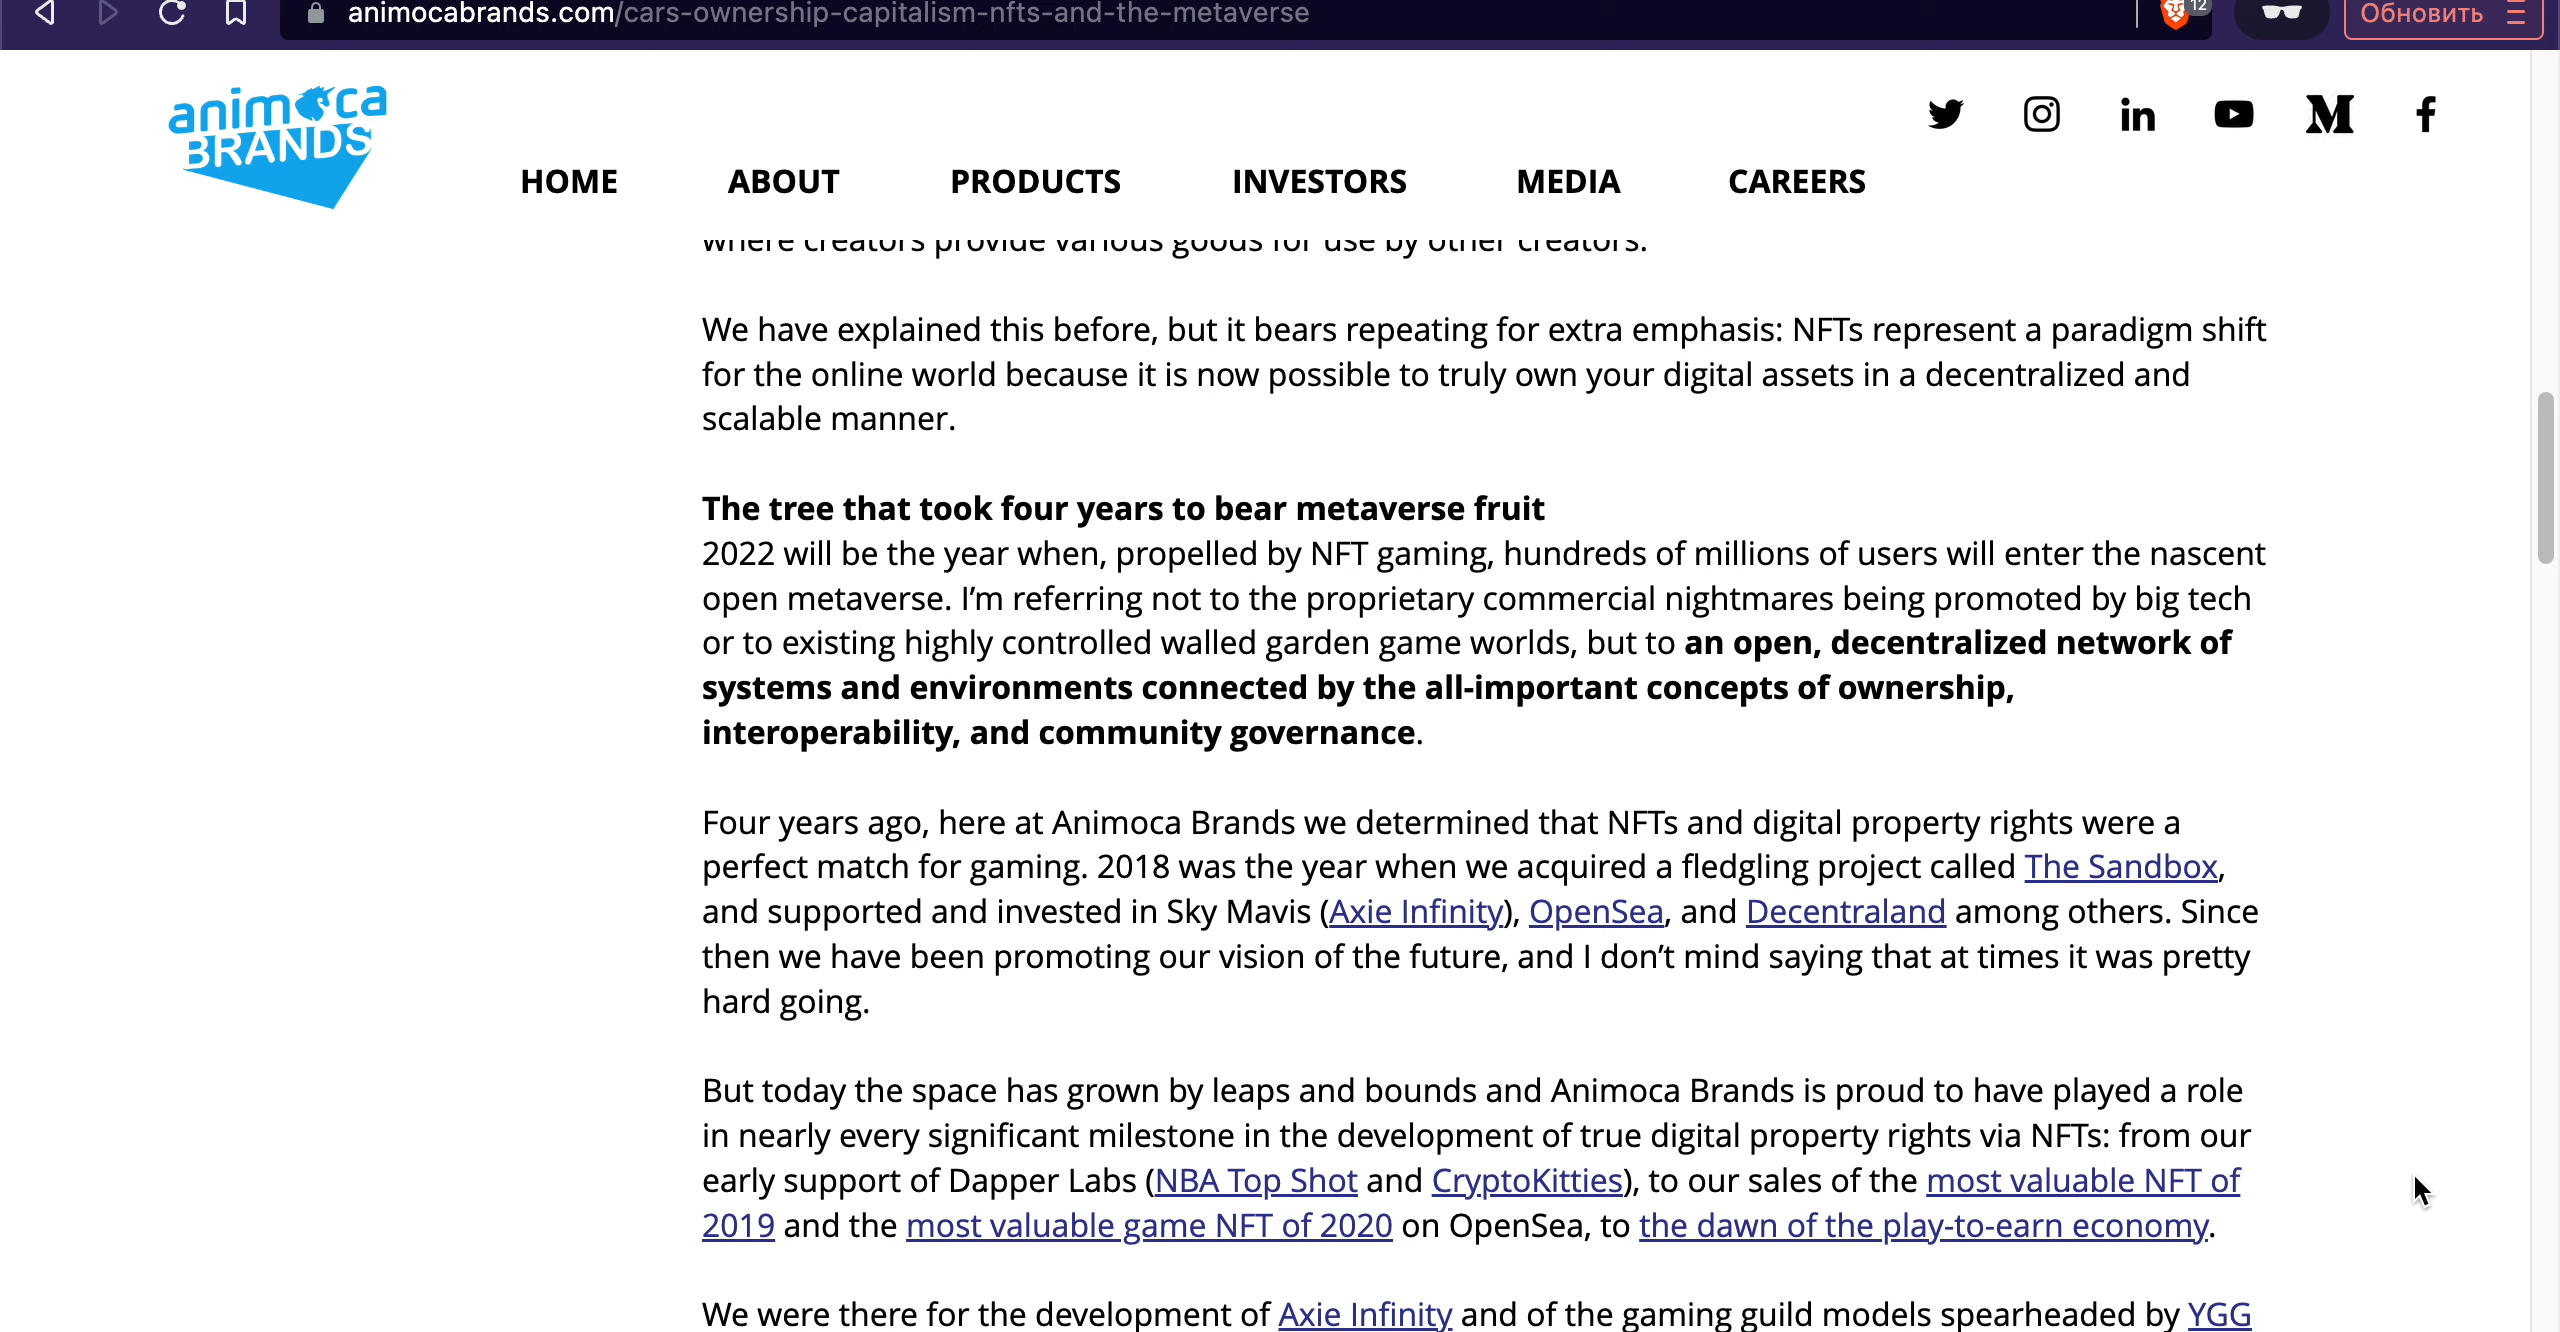 animocabrands.com/cars-ownership-capitalism-nfts-and-the-metaverse
12
Обновить
animoca
BRANDS
HOME ABOUT PRODUCTS INVESTORS MEDIA CAREERS
where creators provide various goods for use by other creators.
We have explained this before, but it bears repeating for extra emphasis: NFTs represent a paradigm shift
for the online world because it is now possible to truly own your digital assets in a decentralized and
scalable manner.
The tree that took four years to bear metaverse fruit
2022 will be the year when, propelled by NFT gaming, hundreds of millions of users will enter the nascent
open metaverse. I’m referring not to the proprietary commercial nightmares being promoted by big tech
or to existing highly controlled walled garden game worlds, but to an open, decentralized network of
systems and environments connected by the all-important concepts of ownership,
interoperability, and community governance.
Four years ago, here at Animoca Brands we determined that NFTs and digital property rights were a
perfect match for gaming. 2018 was the year when we acquired a fledgling project called The Sandbox,
and supported and invested in Sky Mavis (Axie Infinity), OpenSea, and Decentraland among others. Since
then we have been promoting our vision of the future, and I don’t mind saying that at times it was pretty
hard going.
But today the space has grown by leaps and bounds and Animoca Brands is proud to have played a role
in nearly every significant milestone in the development of true digital property rights via NFTs: from our
early support of Dapper Labs (NBA Top Shot and CryptoKitties), to our sales of the most valuable NFT of
2019 and the most valuable game NFT of 2020 on OpenSea, to the dawn of the play-to-earn economy.
We were there for the development of Axie Infinity and of the gaming guild models spearheaded by YGG